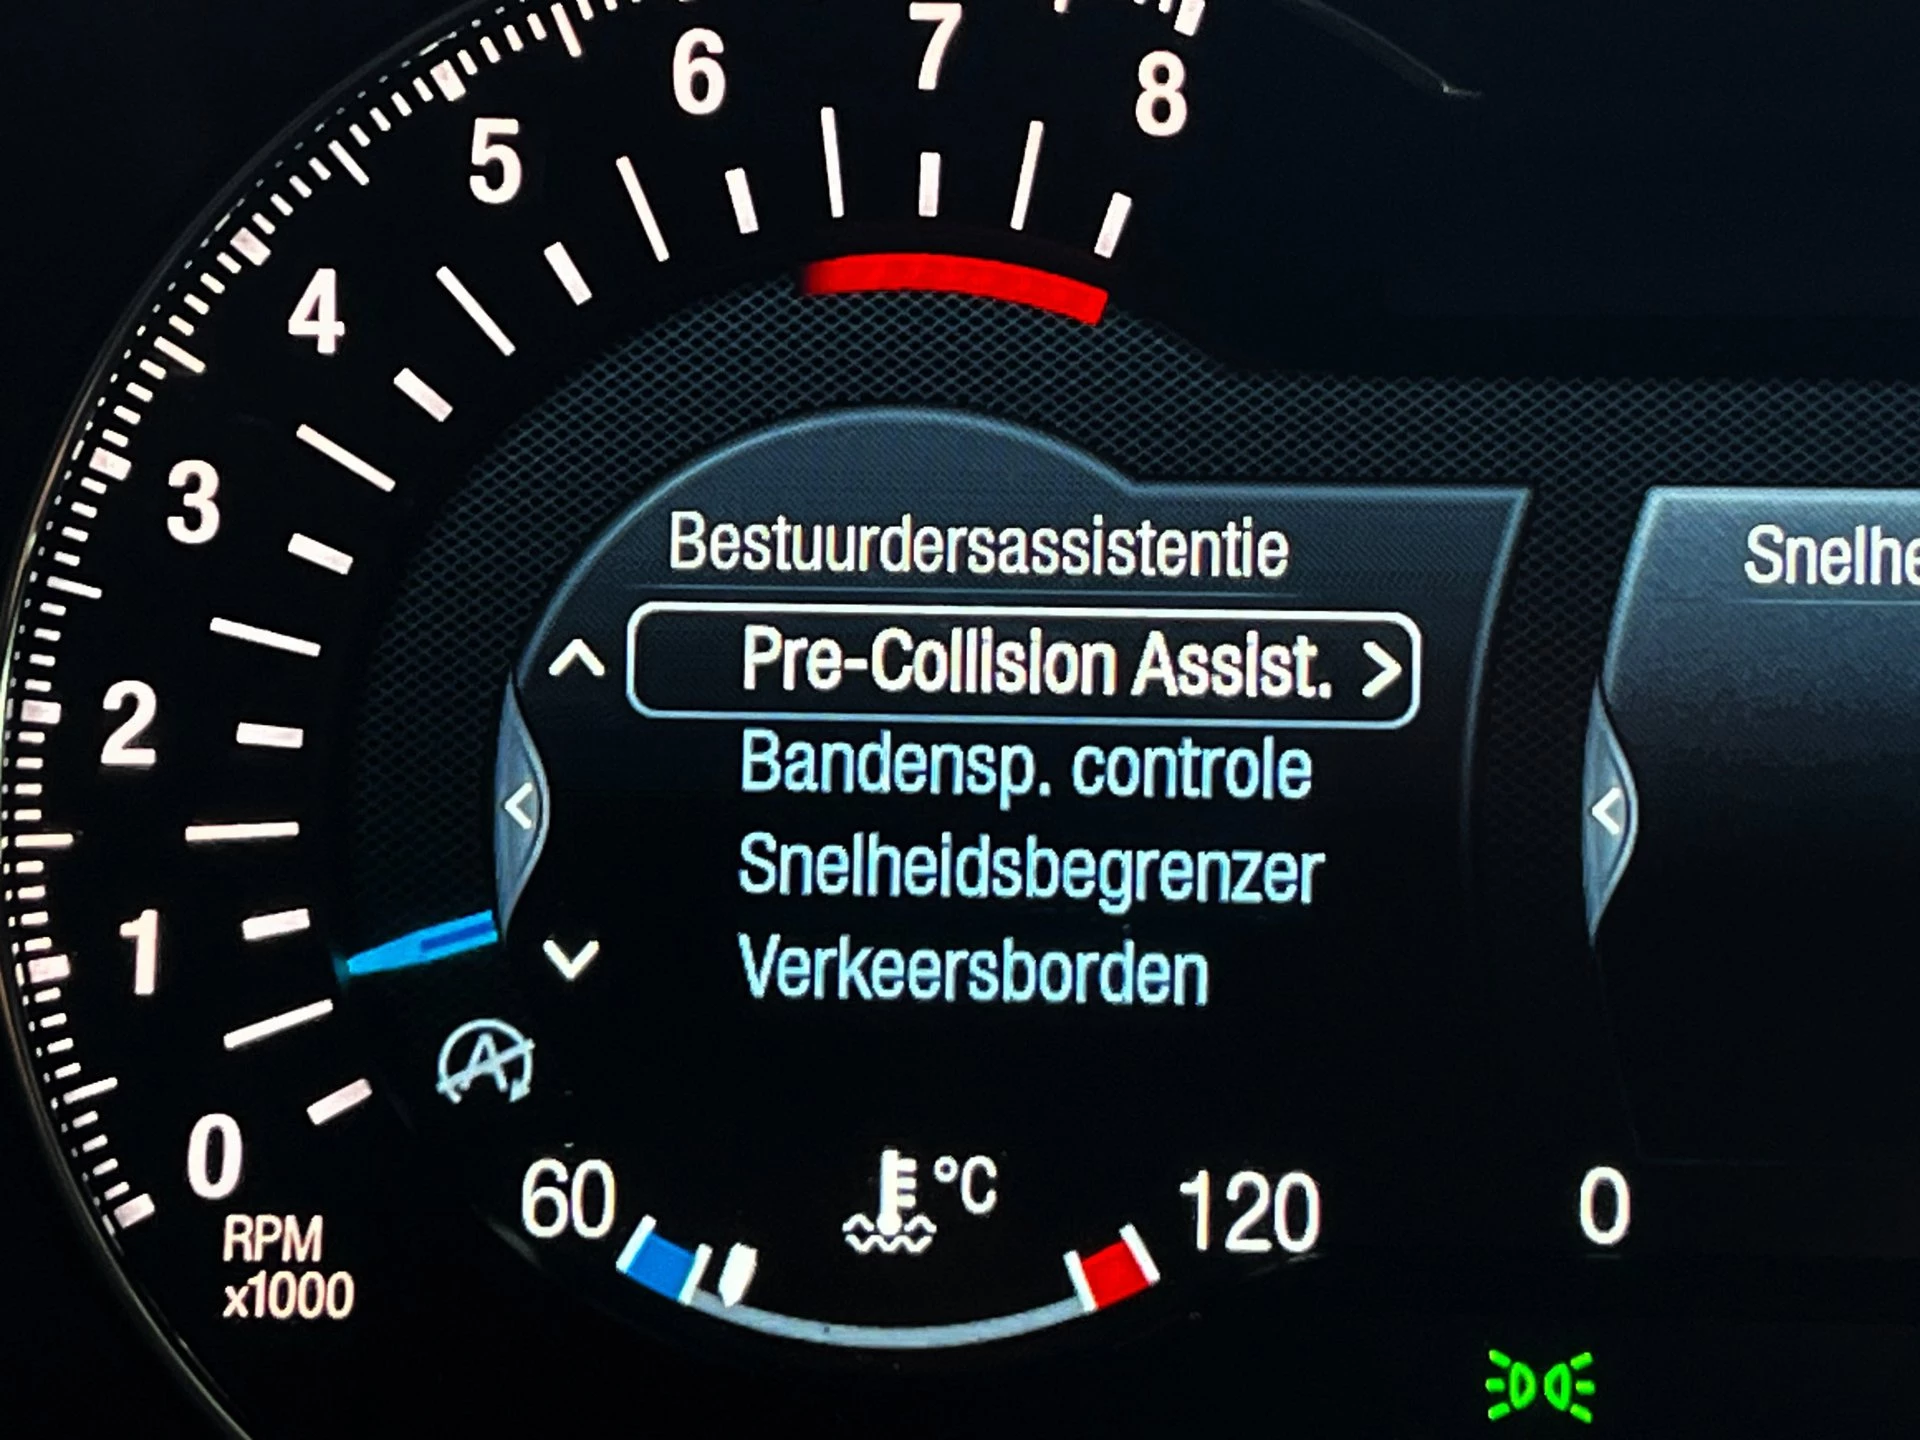 7
6
8
5
4
3
2
1
0
RPM
x1000
Bestuurdersassistentie
Pre-Collision Assist. >
Bandensp. controle
Snelheidsbegrenzer
Verkeersborden
A
60
°C
120
0